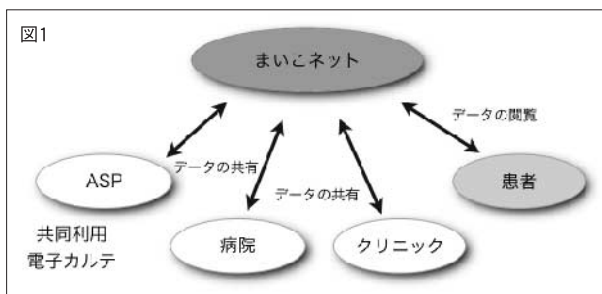 図1
まいこネット
データの閲覧
データの共有
ASP
患者
データの共有
共同利用
電子カルテ
病院
クリニック